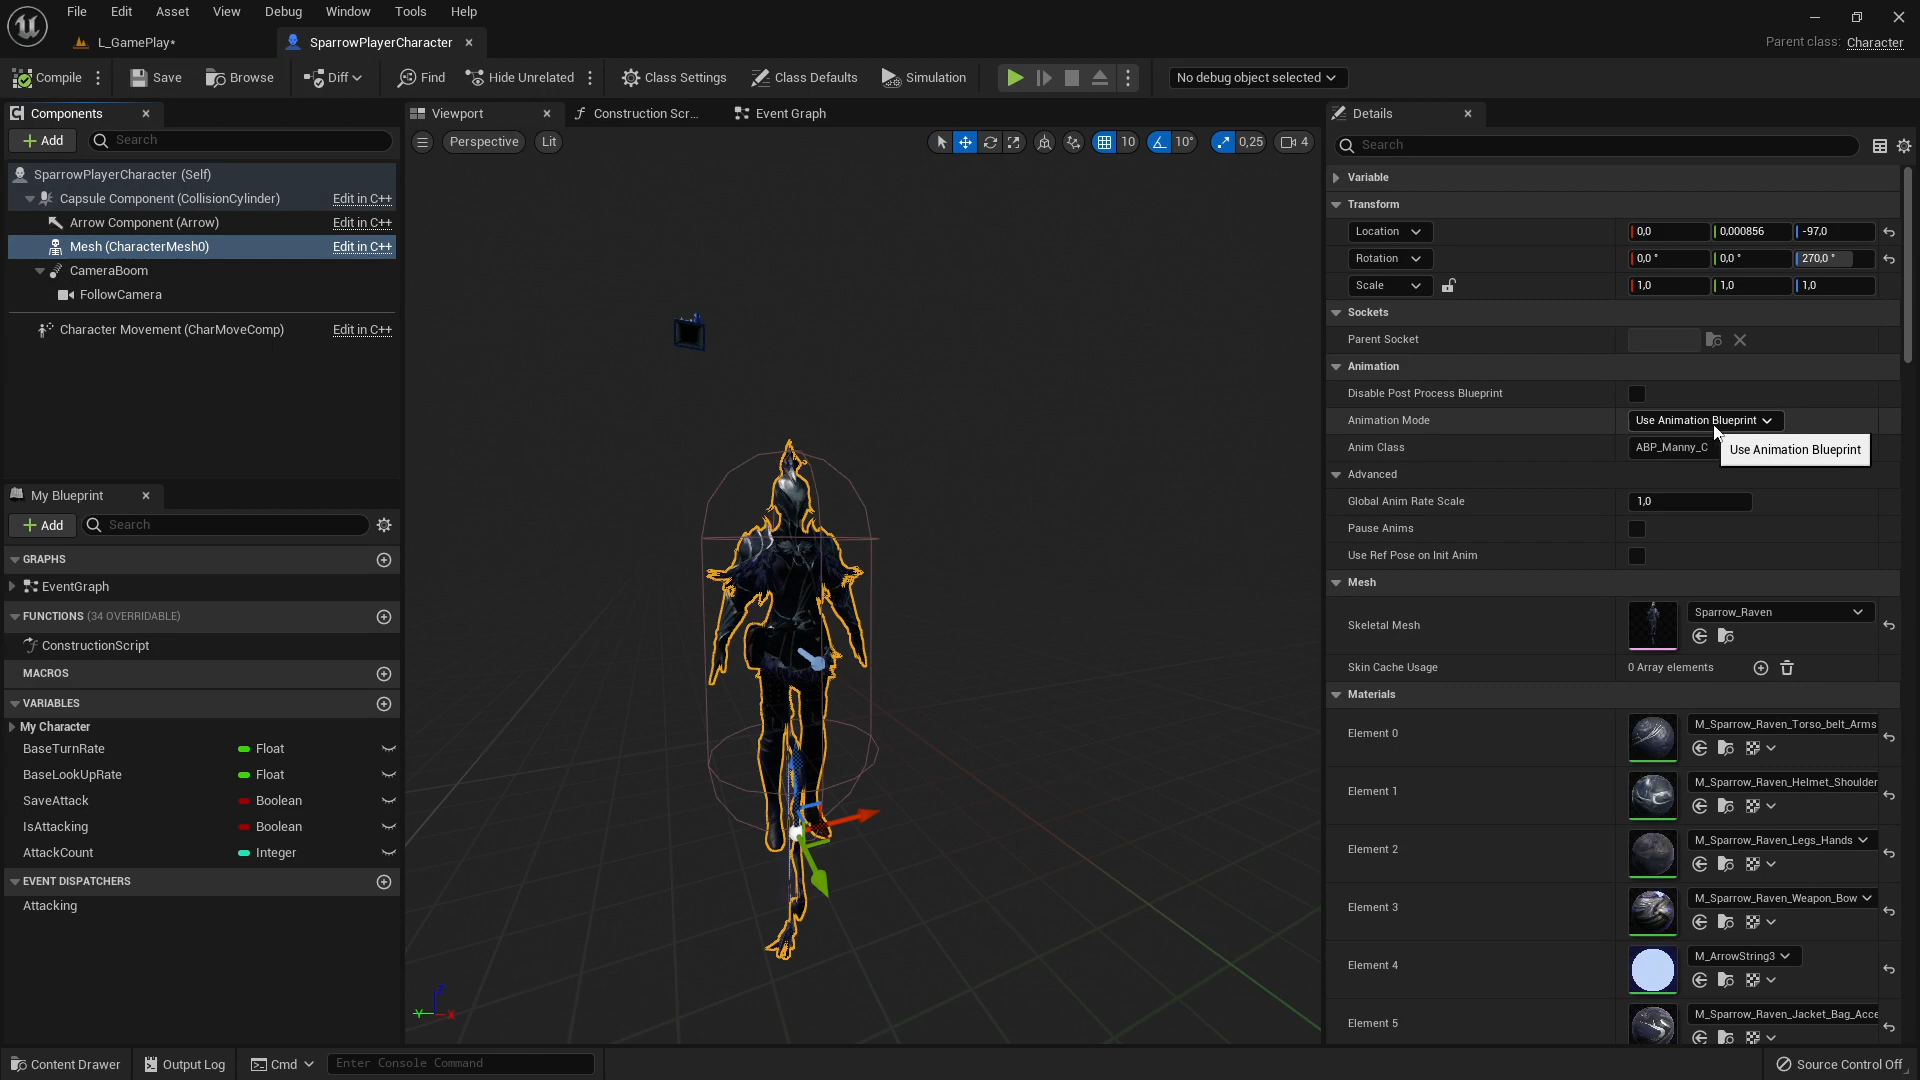 File Edit Asset View Debug Window Tools Help
L_GamePlay*
SparrowPlayerCharacter
Parent class: Character
Compile
Save
Browse
Diff
Find
Hide Unrelated
Class Settings
Class Defaults
Simulation
No debug object selected
Components
Add
Search
SparrowPlayerCharacter (Self)
Capsule Component (CollisionCylinder) Edit in C++
Arrow Component (Arrow) Edit in C++
Mesh (CharacterMesh0) Edit in C++
CameraBoom
FollowCamera
Character Movement (CharMoveComp) Edit in C++
My Blueprint
Add
Search
GRAPHS
EventGraph
FUNCTIONS (34 OVERRIDABLE)
ConstructionScript
MACROS
VARIABLES
My Character
BaseTurnRate Float
BaseLookUpRate Float
SaveAttack Boolean
IsAttacking Boolean
AttackCount Integer
EVENT DISPATCHERS
Attacking
Viewport
Construction Scr...
Event Graph
Perspective
Lit
10
10°
0,25
4
Z
Y
X
Details
Search
Variable
Transform
Location 0,0 0,000856 -97,0
Rotation 0,0 ° 0,0 ° 270,0 °
Scale 1,0 1,0 1,0
Sockets
Parent Socket
Animation
Disable Post Process Blueprint
Animation Mode Use Animation Blueprint
Anim Class ABP_Manny_C
Use Animation Blueprint
Advanced
Global Anim Rate Scale 1,0
Pause Anims
Use Ref Pose on Init Anim
Mesh
Skeletal Mesh Sparrow_Raven
Skin Cache Usage 0 Array elements
Materials
Element 0 M_Sparrow_Raven_Torso_belt_Arms
Element 1 M_Sparrow_Raven_Helmet_Shoulder
Element 2 M_Sparrow_Raven_Legs_Hands
Element 3 M_Sparrow_Raven_Weapon_Bow
Element 4 M_ArrowString3
Element 5 M_Sparrow_Raven_Jacket_Bag_Acce
Content Drawer
Output Log
Cmd
Enter Console Command
Source Control Off